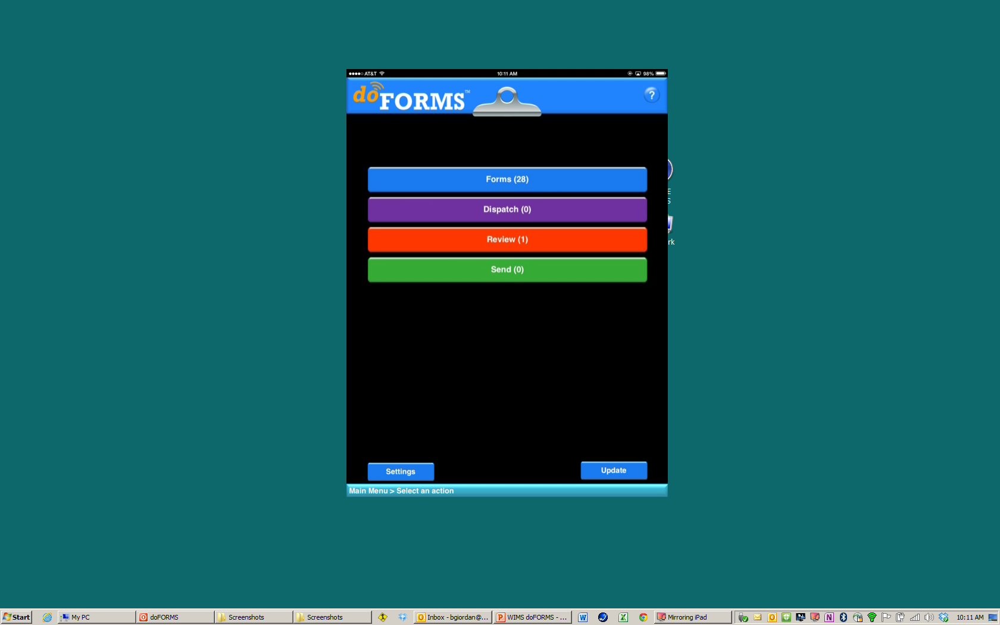 AT&T 10:11 AM 98%
doFORMS™
?
Forms (28)
Dispatch (0)
Review (1)
Send (0)
E
S
rk
Settings
Update
Main Menu > Select an action
Start My PC doFORMS Screenshots Screenshots Inbox - bgiordan@... WIMS doFORMS - ... Mirroring iPad 10:11 AM